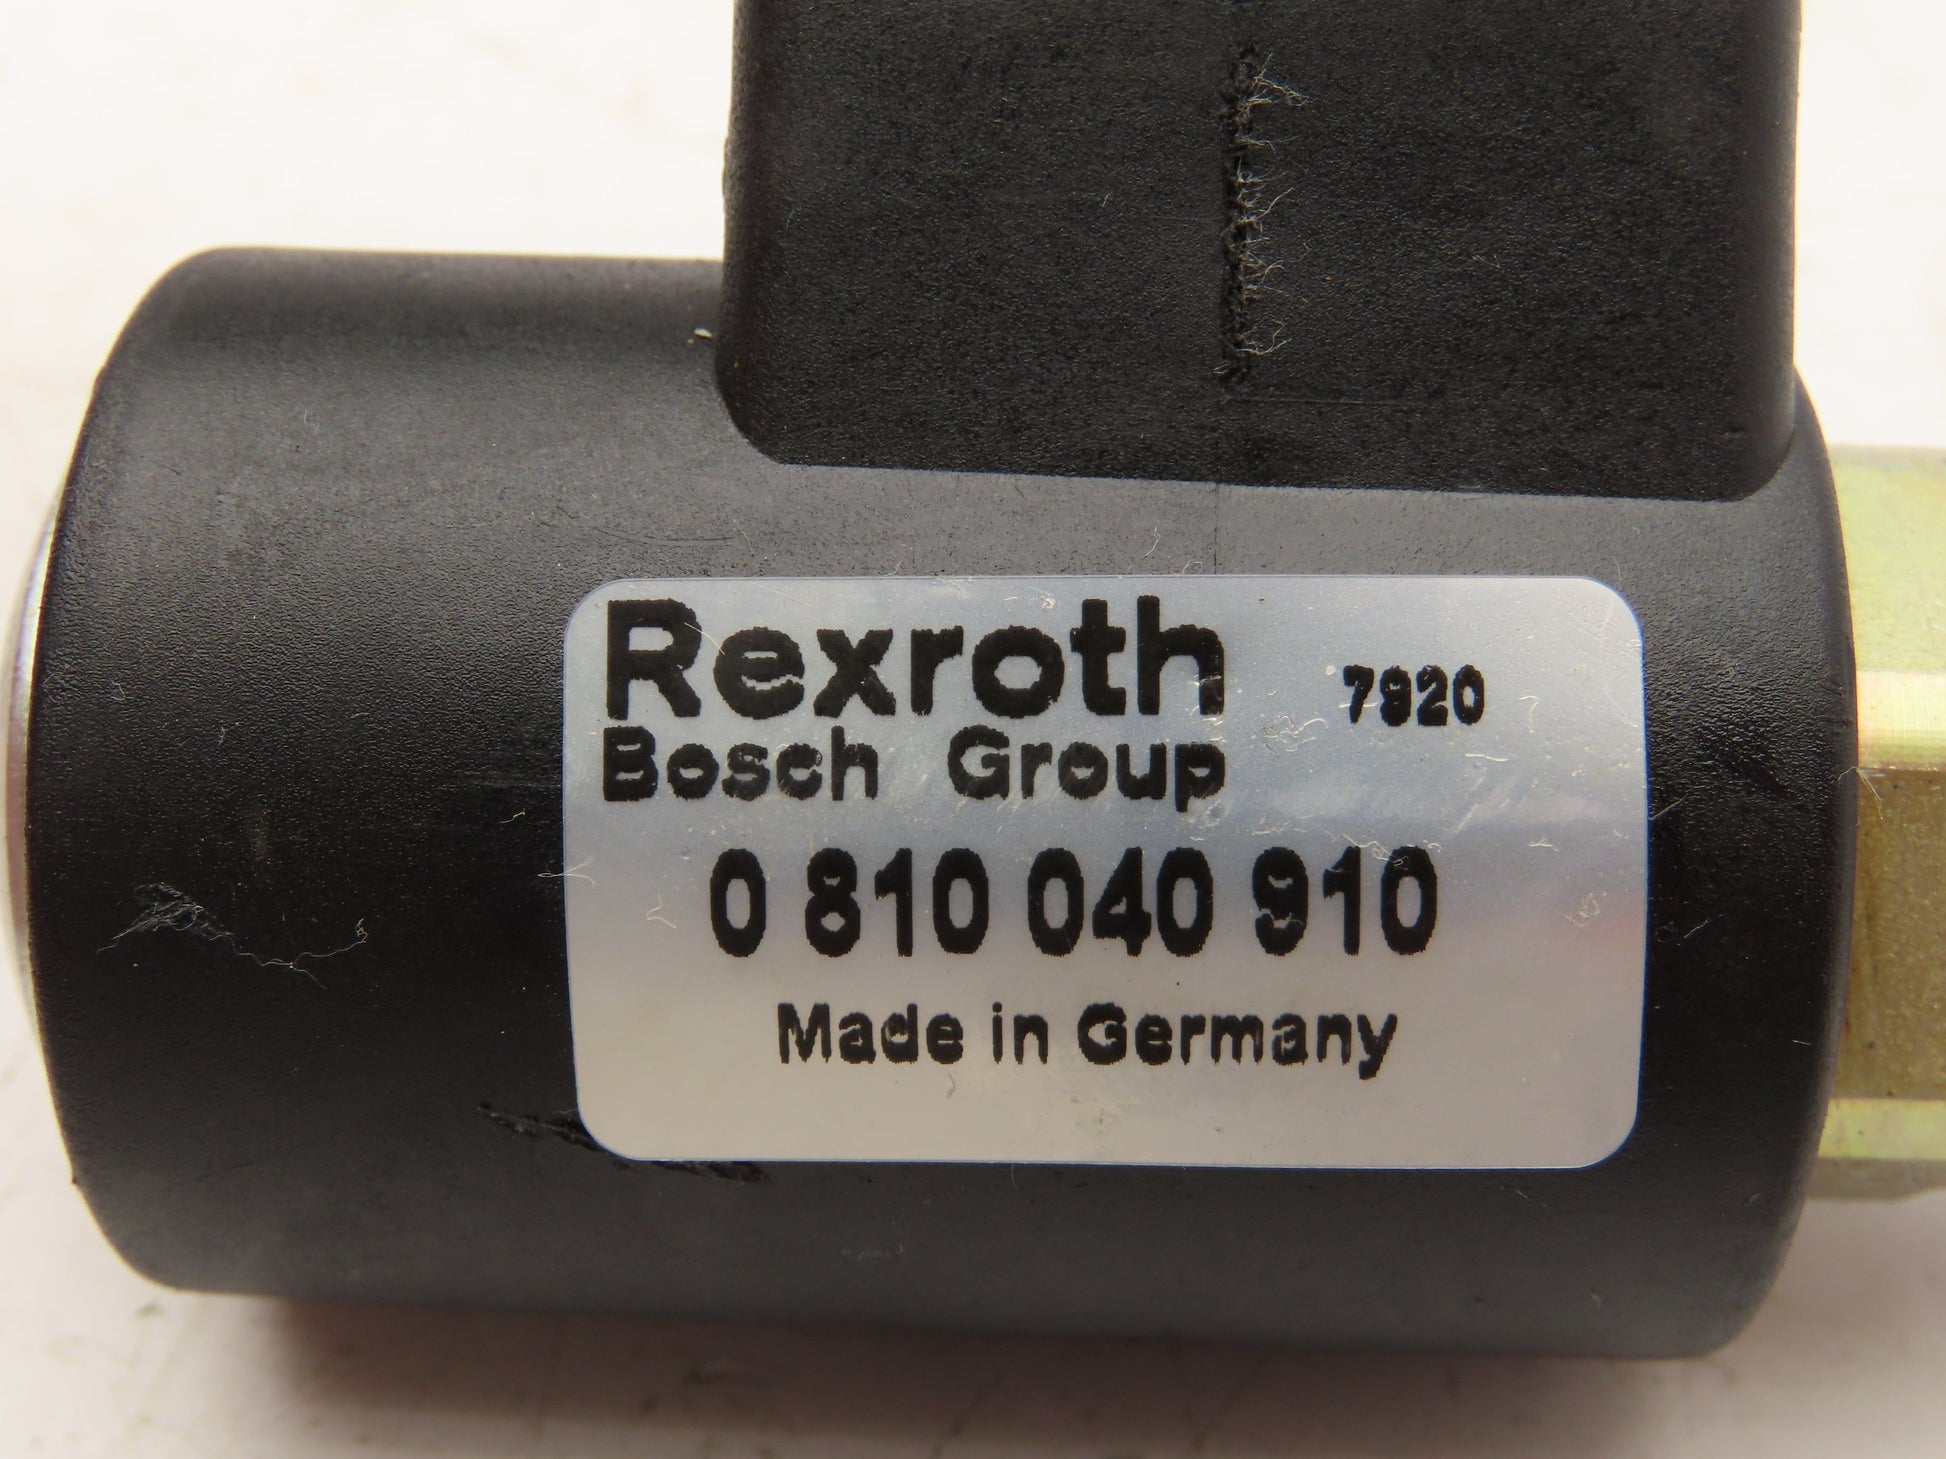 Rexroth 7920
Bosch Group
0 810 040 910
Made in Germany